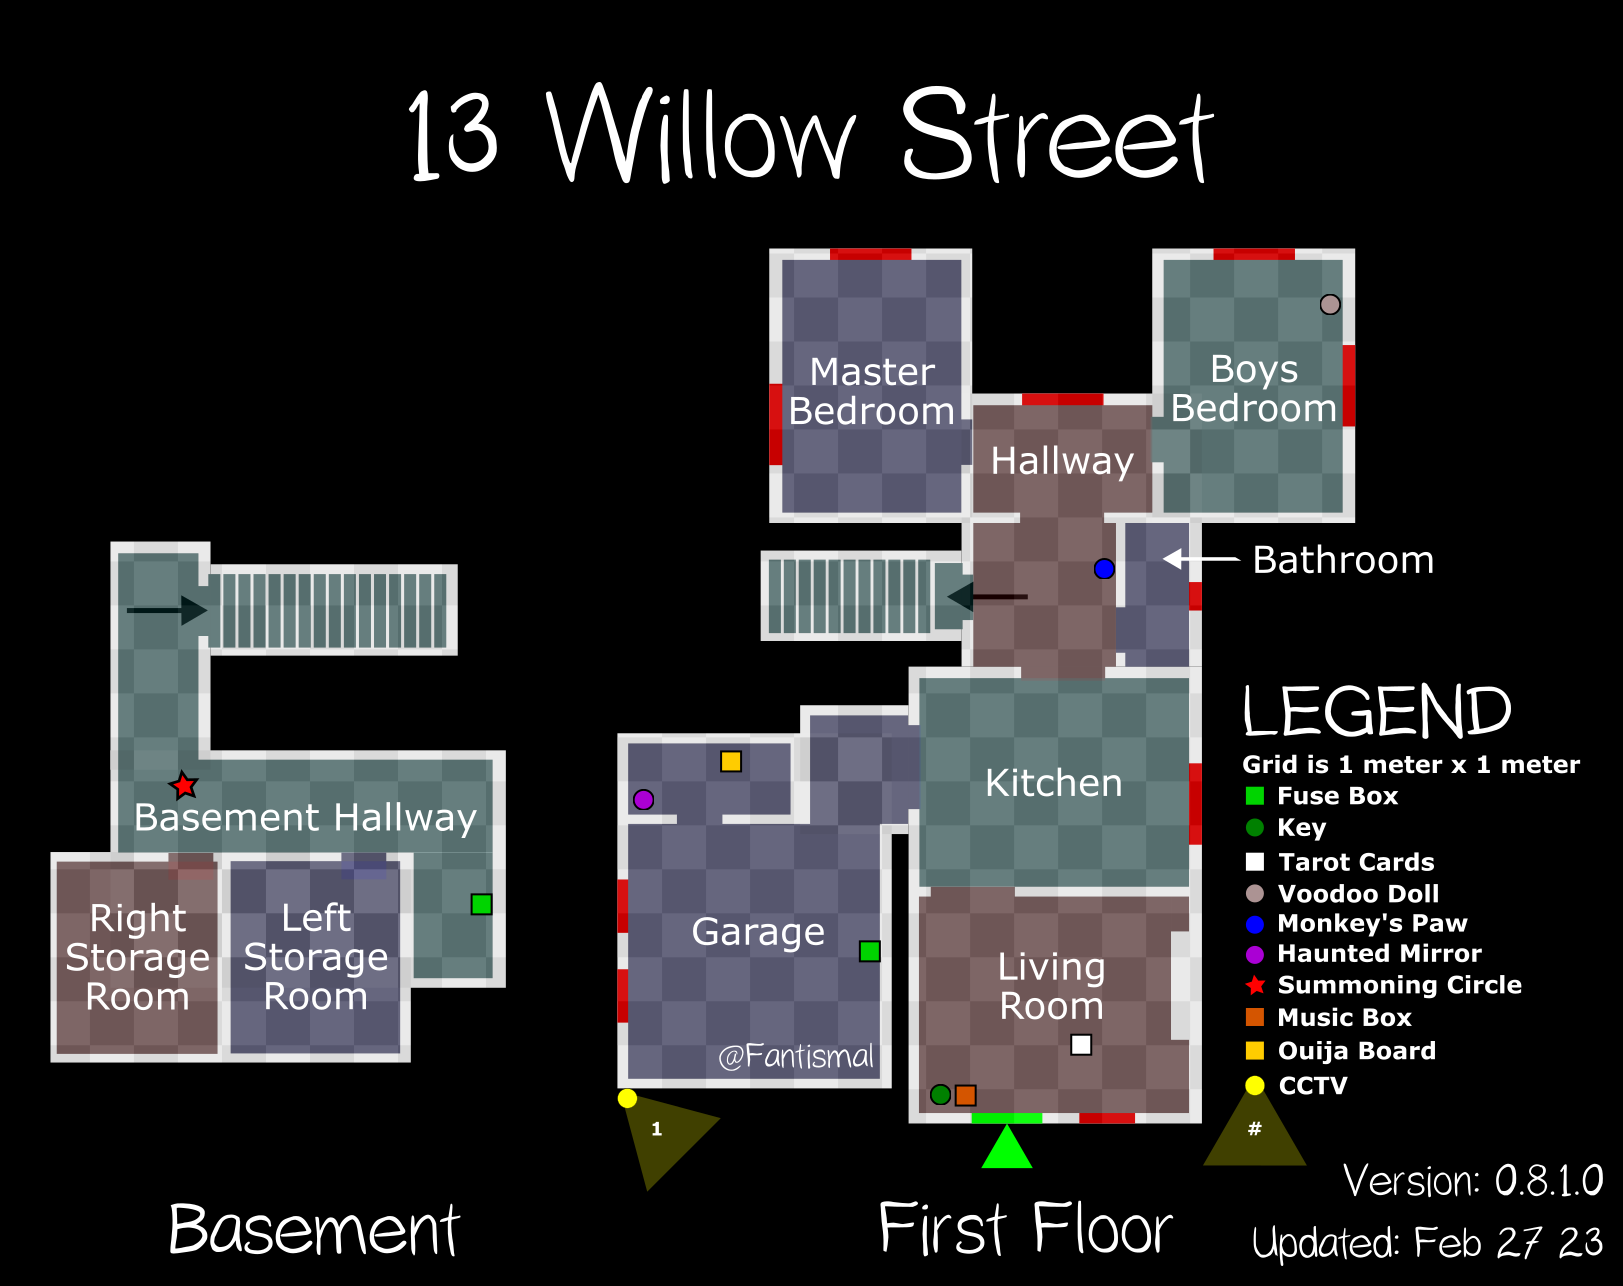 13 Willow Street
Master
Bedroom
Boys
Bedroom
Hallway
Bathroom
Kitchen
Basement Hallway
Right
Storage
Room
Left
Storage
Room
Garage
Living
Room
@Fantismal
1
LEGEND
Grid is 1 meter x 1 meter
Fuse Box
Key
Tarot Cards
Voodoo Doll
Monkey's Paw
Haunted Mirror
Summoning Circle
Music Box
Ouija Board
CCTV
#
Basement
First Floor
Version: 0.8.1.0
Updated: Feb 27 23